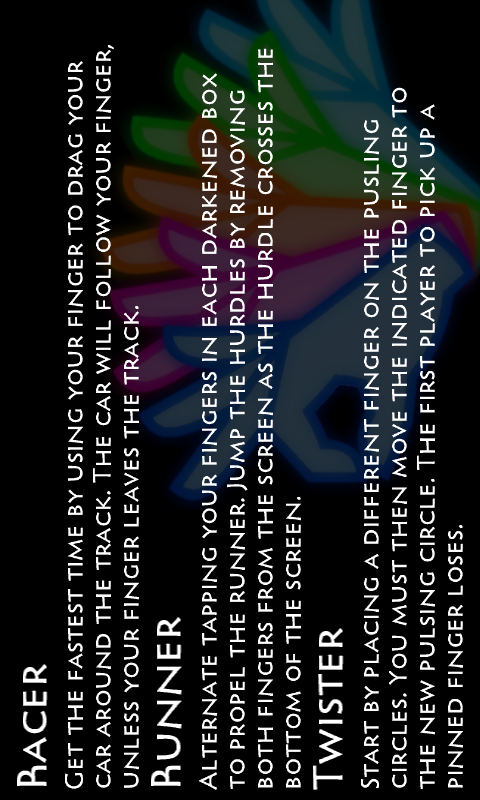 Racer
Get the fastest time by using your finger to drag your
car around the track. The car will follow your finger,
unless your finger leaves the track.
Runner
Alternate tapping your fingers in each darkened box
to propel the runner. Jump the hurdles by removing
both fingers from the screen as the hurdle crosses the
bottom of the screen.
Twister
Start by placing a different finger on the pusling
circles. You must then move the indicated finger to
the new pulsing circle. The first player to pick up a
pinned finger loses.